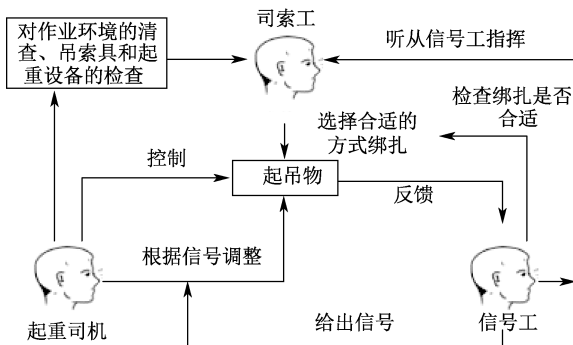 对作业环境的清
查、吊索具和起
重设备的检查
司索工
听从信号工指挥
检查绑扎是否
合适
选择合适的
方式绑扎
控制
起吊物
反馈
根据信号调整
起重司机
给出信号
信号工